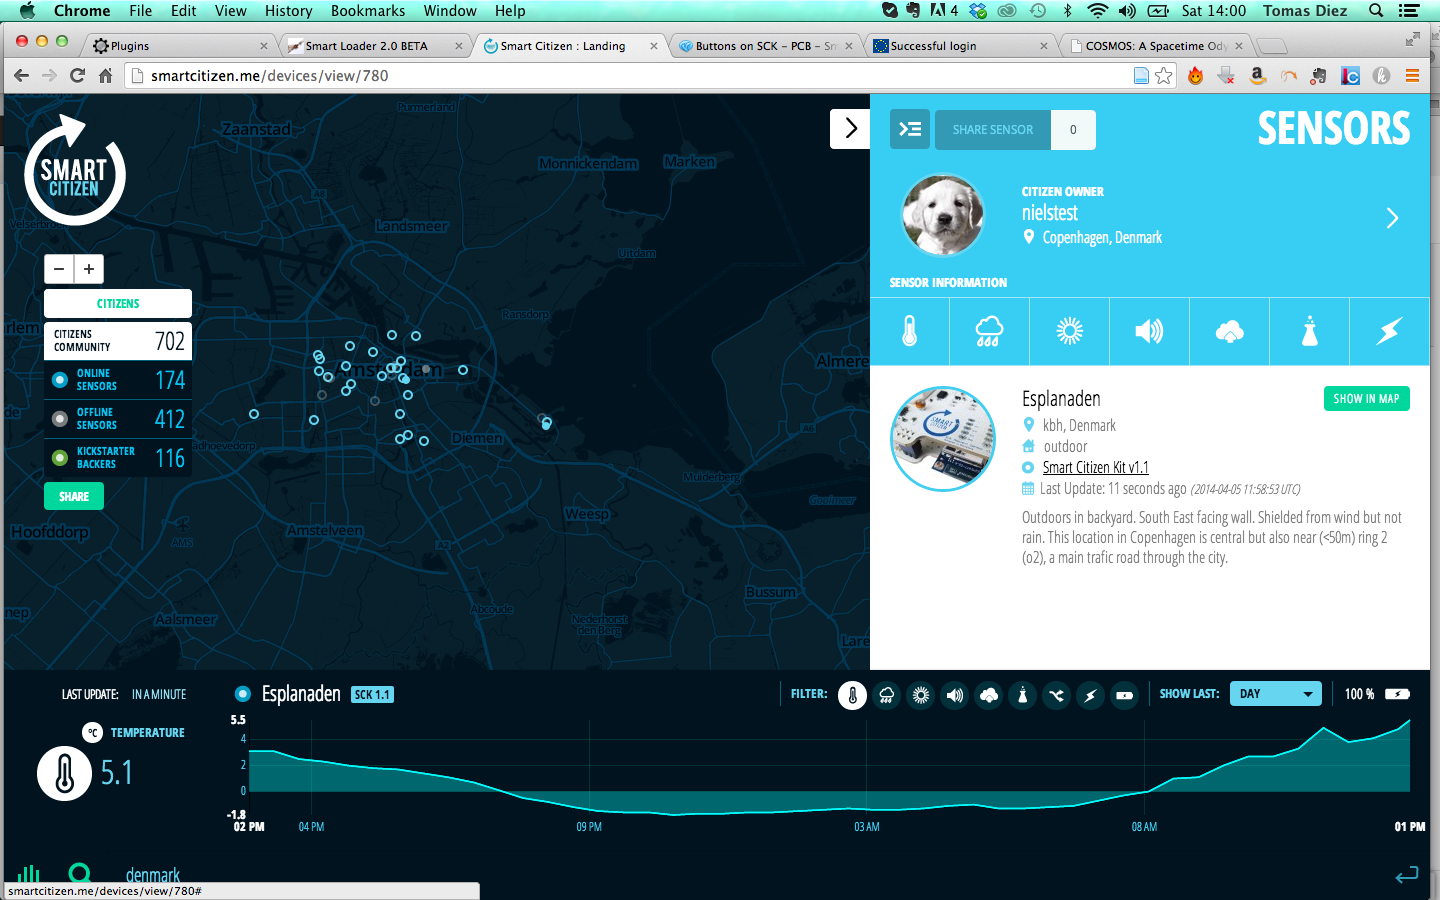 Chrome File Edit View History Bookmarks Window Help 4 Sat 14:00 Tomas Diez
Plugins Smart Loader 2.0 BETA Smart Citizen : Landing Buttons on SCK - PCB - Sm Successful login COSMOS: A Spacetime Ody
smartcitizen.me/devices/view/780
SMART
CITIZEN
CITIZENS
CITIZENS
COMMUNITY 702
ONLINE
SENSORS 174
OFFLINE
SENSORS 412
KICKSTARTER
BACKERS 116
SHARE
Purmerland
Zaanstad
Monnickendam
Marken
Landsmeer
Uitdam
Ransdorp
Amsterdam
Almere
Diemen
Muiderberg
Gooimeer
Weesp
Hoofddorp
Amstelveen
Bussum
Aalsmeer
Abcoude
Nederhorst
den Berg
SHARE SENSOR 0
SENSORS
CITIZEN OWNER
nielstest
Copenhagen, Denmark
SENSOR INFORMATION
SMART
CITIZEN
Esplanaden
SHOW IN MAP
kbh, Denmark
outdoor
Smart Citizen Kit v1.1
Last Update: 11 seconds ago (2014-04-05 11:58:53 UTC)
Outdoors in backyard. South East facing wall. Shielded from wind but not
rain. This location in Copenhagen is central but also near (<50m) ring 2
(o2), a main trafic road through the city.
LAST UPDATE: IN A MINUTE
Esplanaden SCK 1.1
FILTER:
SHOW LAST: DAY
100 %
°C TEMPERATURE
5.1
5.5
4
2
0
-1.8
02 PM 04 PM 09 PM 03 AM 08 AM 01 PM
denmark
smartcitizen.me/devices/view/780#